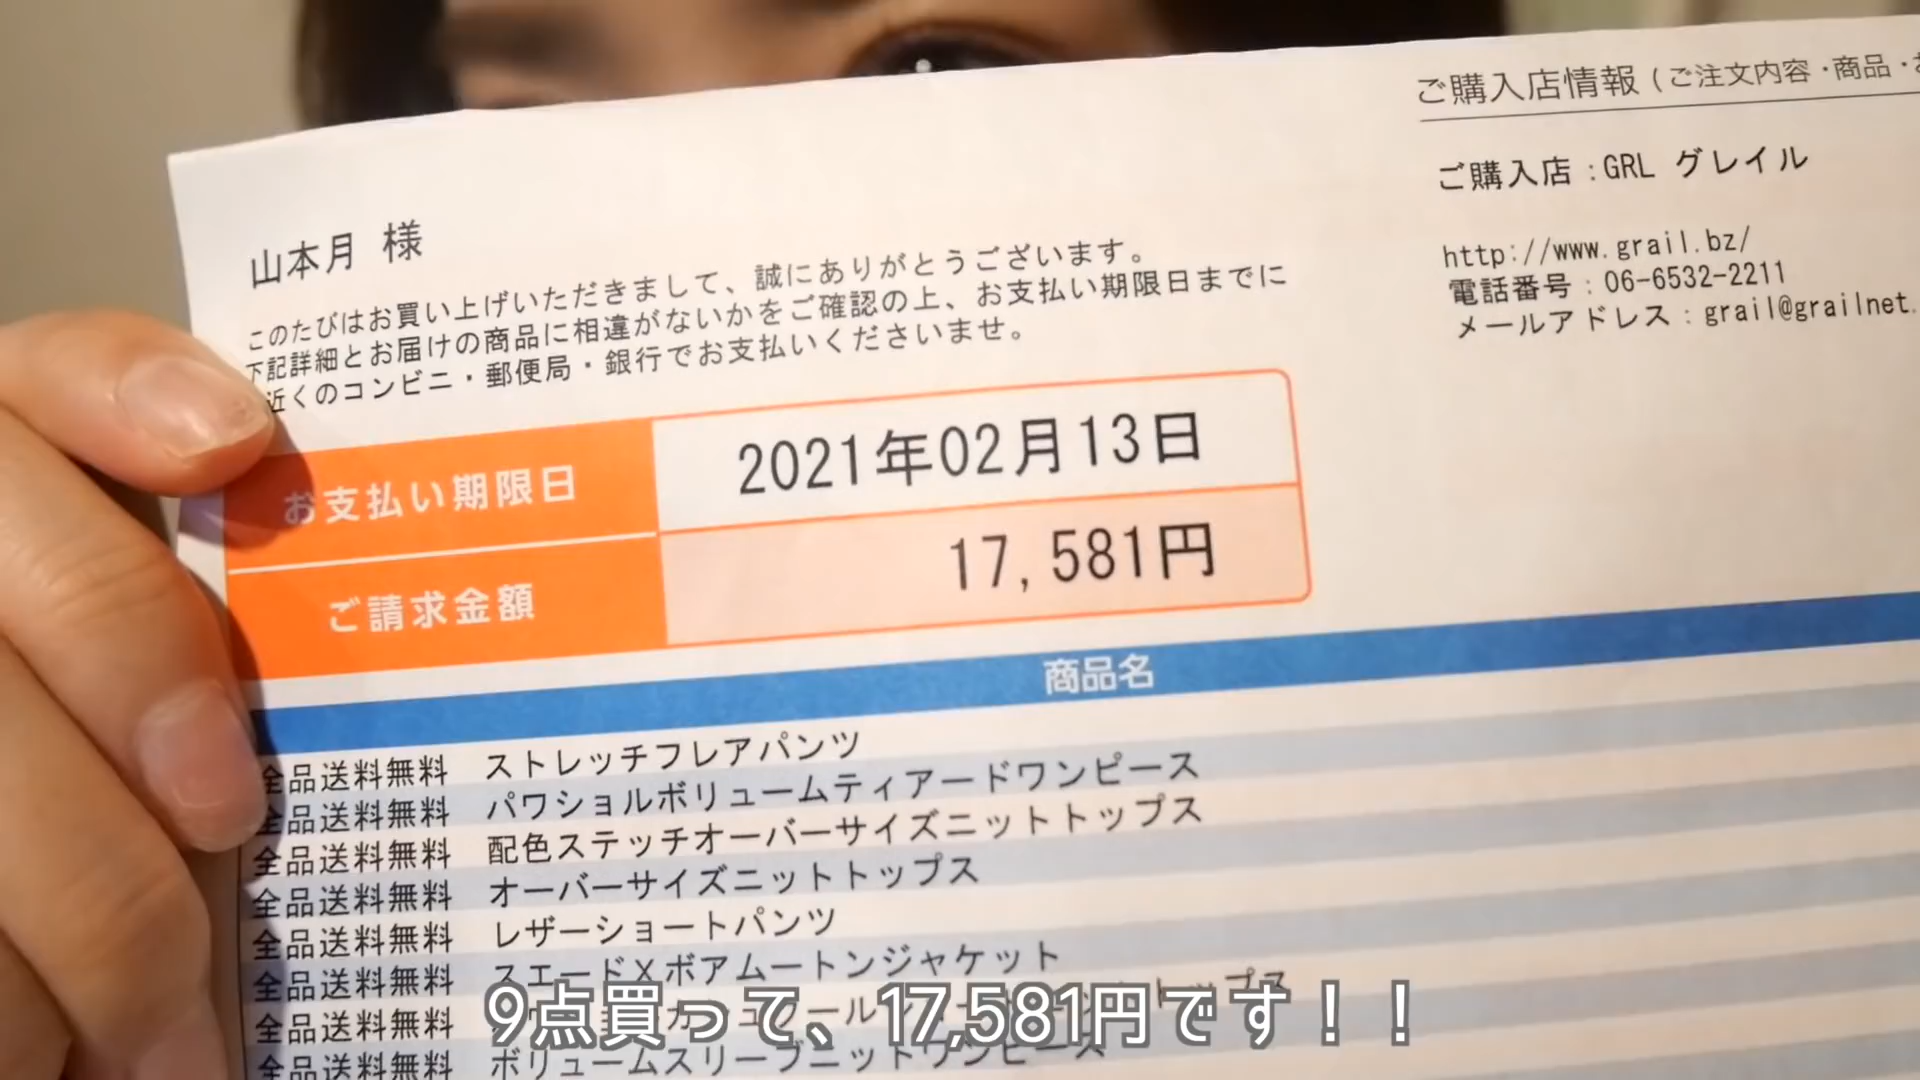 ご購入店情報(ご注文内容・商品・
ご購入店:GRL グレイル
http://www.grail.bz/
電話番号:06-6532-2211
メールアドレス:grail@grailnet.
山本月 様
このたびはお買い上げいただきまして、誠にありがとうございます。
下記詳細とお届けの商品に相違がないかをご確認の上、お支払い期限日までに
近くのコンビニ・郵便局・銀行でお支払いくださいませ。
お支払い期限日 2021年02月13日
ご請求金額 17,581円
商品名
全品送料無料 ストレッチフレアパンツ
全品送料無料 パワショルボリュームティアードワンピース
全品送料無料 配色ステッチオーバーサイズニットトップス
全品送料無料 オーバーサイズニットトップス
全品送料無料 レザーショートパンツ
全品送料無料 スエードXボアムートンジャケット
全品送料無料
全品送料無料 ボリュームスリーブニットワンピース
9点買って、17,581円です！！